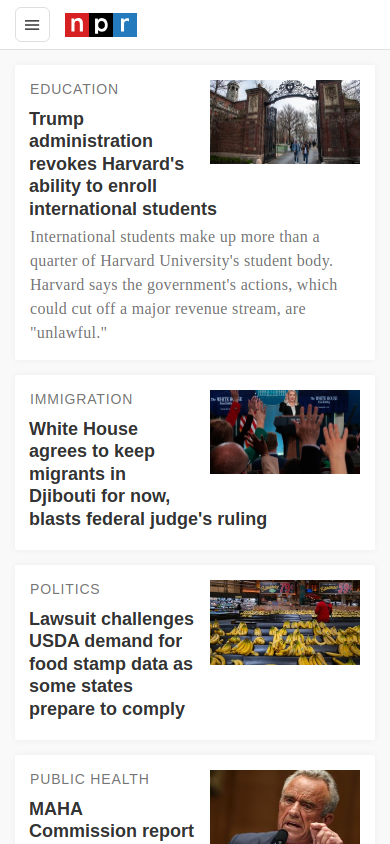 npr
EDUCATION
Trump
administration
revokes Harvard's
ability to enroll
international students
International students make up more than a
quarter of Harvard University's student body.
Harvard says the government's actions, which
could cut off a major revenue stream, are
"unlawful."
IMMIGRATION
White House
agrees to keep
migrants in
Djibouti for now,
blasts federal judge's ruling
THE WHITE HOUSE
POLITICS
Lawsuit challenges
USDA demand for
food stamp data as
some states
prepare to comply
PUBLIC HEALTH
MAHA
Commission report